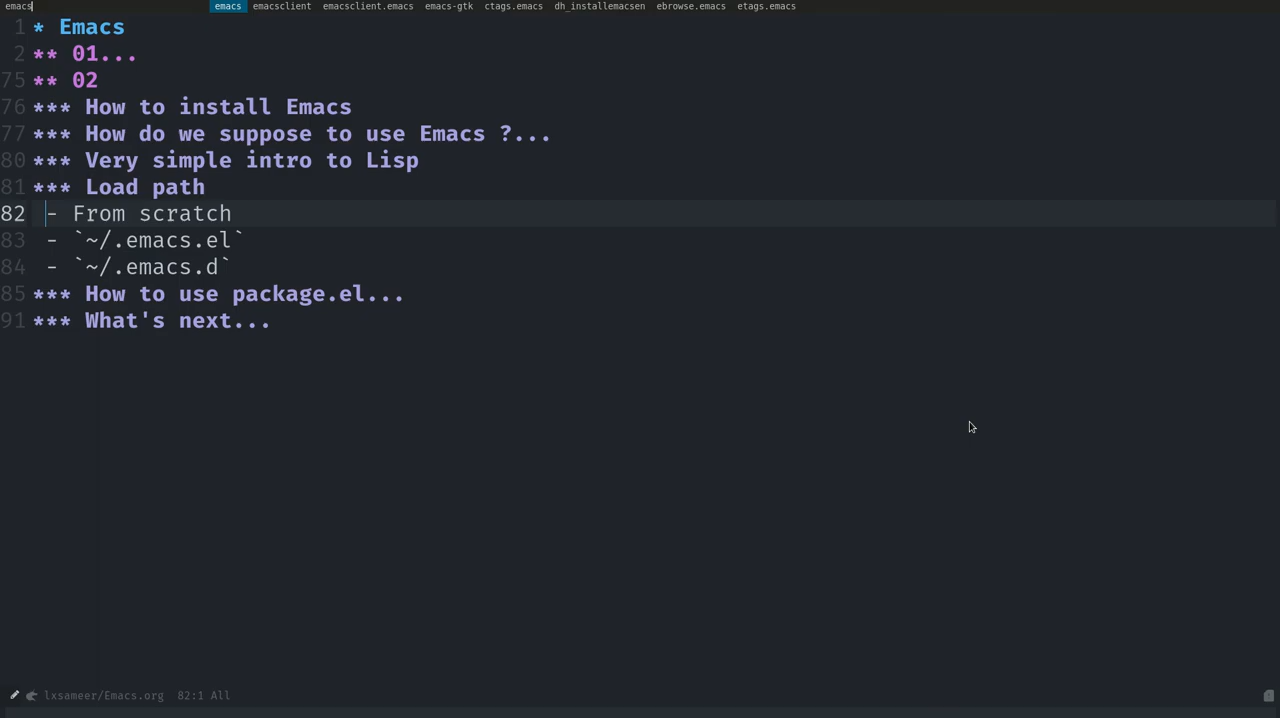 emacs emacs emacsclient emacsclient.emacs emacs-gtk ctags.emacs dh_installemacsen ebrowse.emacs etags.emacs
1 * Emacs
2 ** 01...
75 ** 02
76 *** How to install Emacs
77 *** How do we suppose to use Emacs ?...
80 *** Very simple intro to Lisp
81 *** Load path
82 - From scratch
83 - `~/.emacs.el`
84 - `~/.emacs.d`
85 *** How to use package.el...
91 *** What's next...
lxsameer/Emacs.org 82:1 All